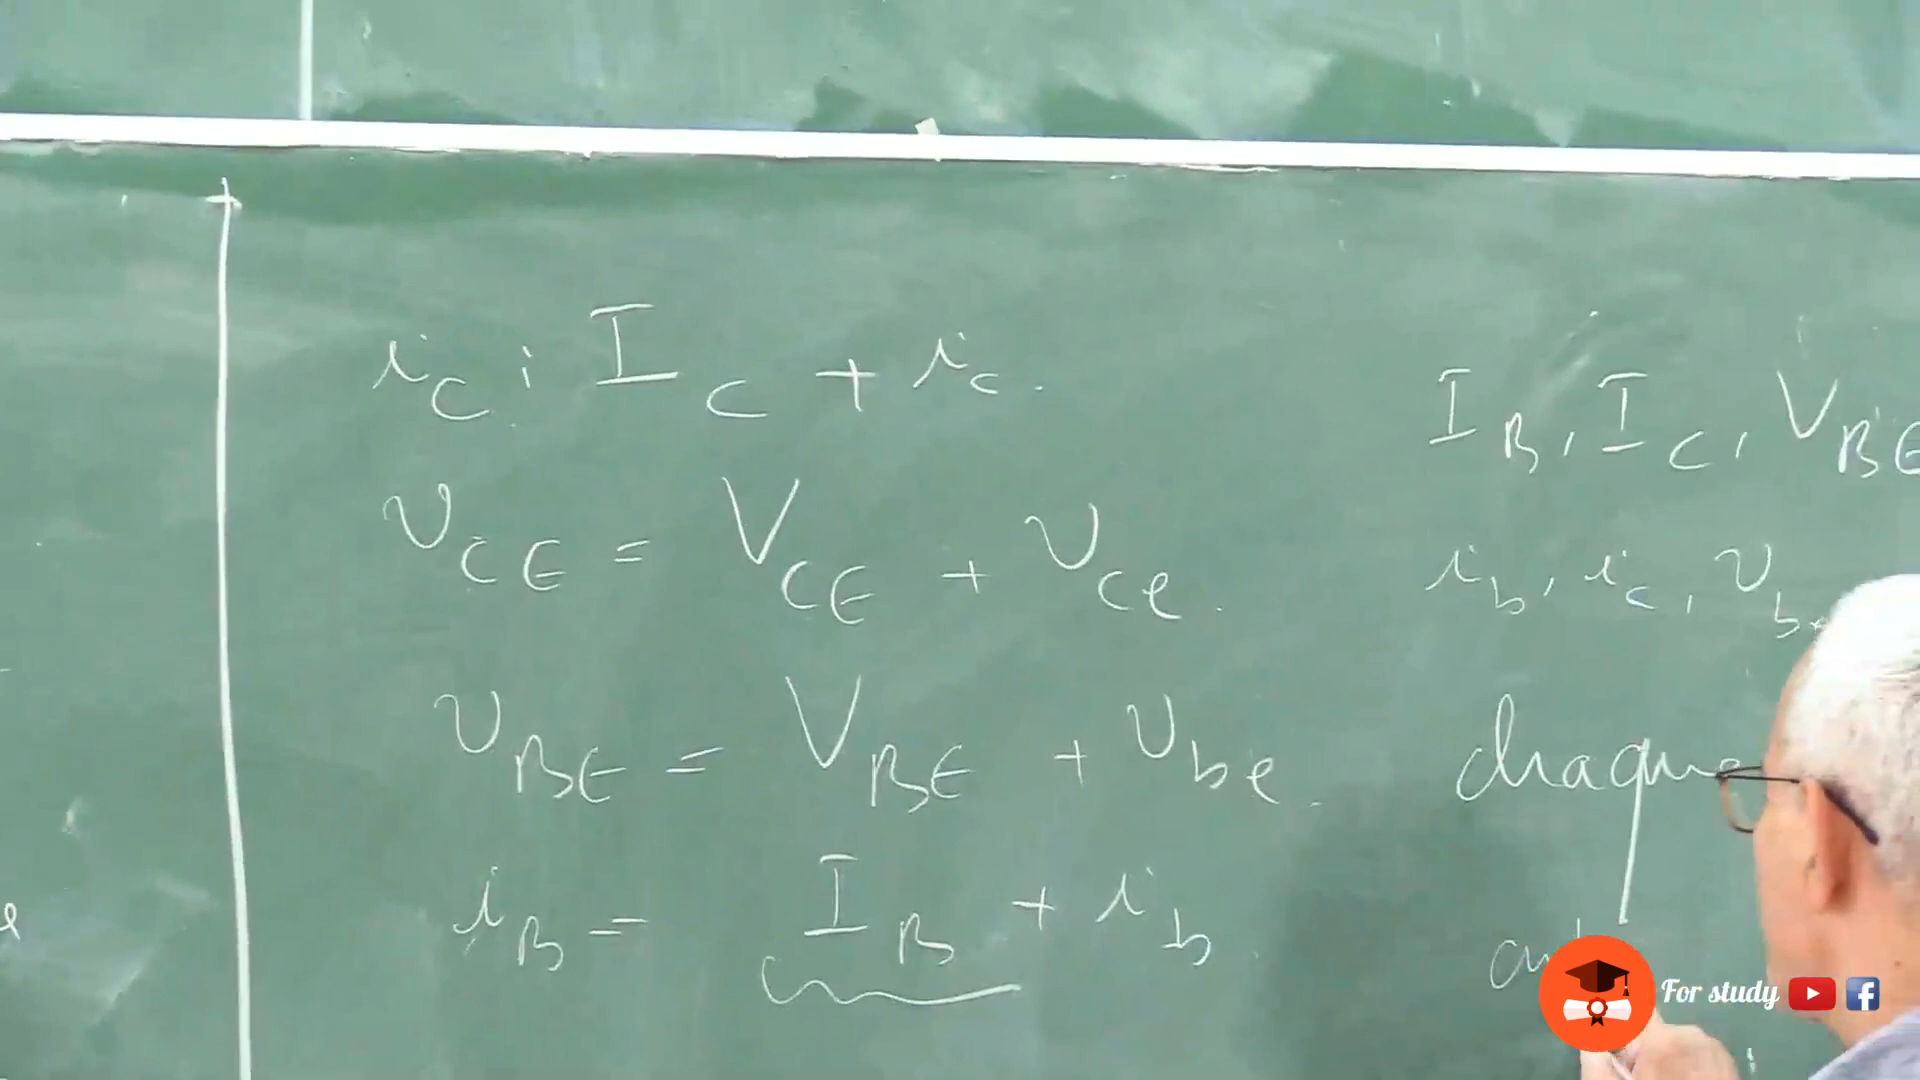 i_C : I_C + i_c.
v_CE = V_CE + v_ce.
v_BE = V_BE + v_be.
i_B = I_B + i_b.
I_B, I_C, V_BE
i_b, i_c, v_be
chaque
For study